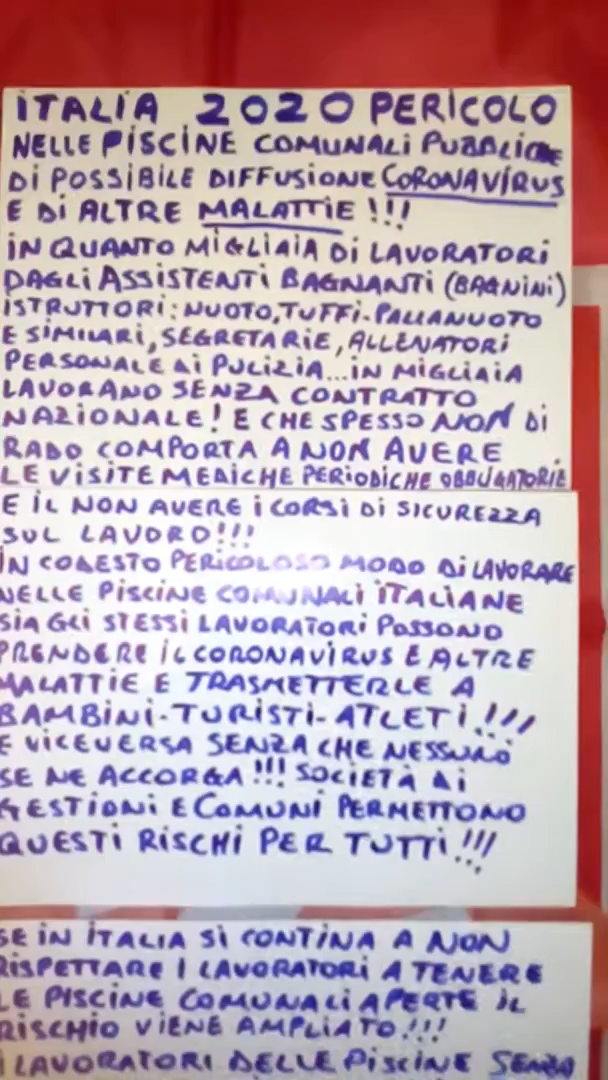 ITALIA 2020 PERICOLO
NELLE PISCINE COMUNALI PUBBLICHE
DI POSSIBILE DIFFUSIONE CORONAVIRUS
E DI ALTRE MALATTIE !!!
IN QUANTO MIGLIAIA DI LAVORATORI
DAGLI ASSISTENTI BAGNANTI (BAGNINI)
ISTRUTTORI: NUOTO, TUFFI-PALLANUOTO
E SIMILARI, SEGRETARIE, ALLENATORI
PERSONALE DI PULIZIA... IN MIGLIAIA
LAVORANO SENZA CONTRATTO
NAZIONALE! E CHE SPESSO NON DI
RADO COMPORTA A NON AVERE
LE VISITE MEDICHE PERIODICHE OBBLIGATORIE
E IL NON AVERE I CORSI DI SICUREZZA
SUL LAVORO!!!
IN CODESTO PERICOLOSO MODO DI LAVORARE
NELLE PISCINE COMUNALI ITALIANE
SIA GLI STESSI LAVORATORI POSSONO
PRENDERE IL CORONAVIRUS E ALTRE
MALATTIE E TRASMETTERLE A
BAMBINI-TURISTI-ATLETI!!!
E VICEVERSA SENZA CHE NESSUNO
SE NE ACCORGA!!! SOCIETÀ DI
GESTIONI E COMUNI PERMETTONO
QUESTI RISCHI PER TUTTI!!!
SE IN ITALIA SI CONTINA A NON
RISPETTARE I LAVORATORI A TENERE
LE PISCINE COMUNALI APERTE IL
RISCHIO VIENE AMPLIATO!!!
I LAVORATORI DELLE PISCINE SENZA